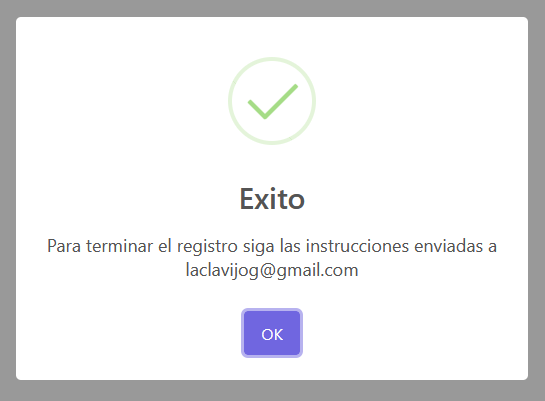 Exito
Para terminar el registro siga las instrucciones enviadas a
laclavijog@gmail.com
OK